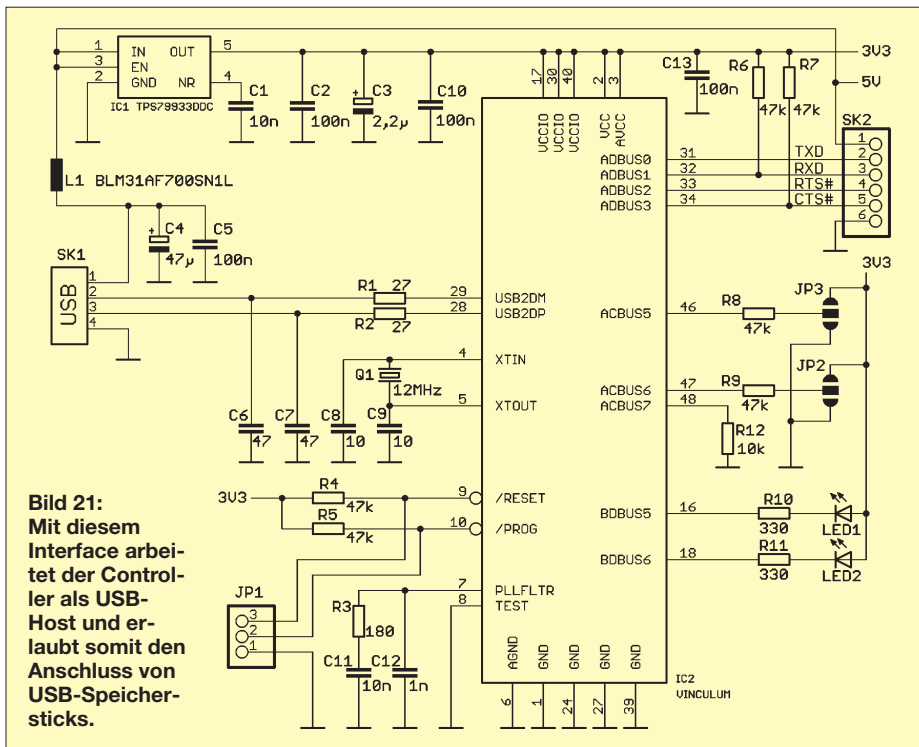 1 IN OUT 5
3 EN
2 GND NR 4
IC1 TPS79933DDC
C1
10n
C2
100n
+ C3
2,2µ
C10
100n
17 30 40 2 3
VCCIO VCCIO VCCIO VCC AVCC
C13
100n
R6
47k
R7
47k
3V3
5V
SK2
1
2
3
4
5
6
ADBUS0 31 TXD
ADBUS1 32 RXD
ADBUS2 33 RTS#
ADBUS3 34 CTS#
L1 BLM31AF700SN1L
+ C4
47µ
C5
100n
SK1
USB
1
2
3
4
R1 27
R2 27
29 USB2DM
28 USB2DP
4 XTIN
Q1
12MHz
5 XTOUT
C6
47
C7
47
C8
10
C9
10
3V3
ACBUS5 46
R8
47k
JP3
ACBUS6 47
ACBUS7 48
R9
47k
JP2
R12
10k
3V3
R4
47k
R5
47k
9 /RESET
10 /PROG
JP1
3
2
1
7 PLLFLTR
8 TEST
R3
180
C11
10n
C12
1n
BDBUS5 16
R10
330
LED1
BDBUS6 18
R11
330
LED2
AGND GND GND GND GND
6 1 24 27 39
IC2
VINCULUM
Bild 21:
Mit diesem
Interface arbei-
tet der Control-
ler als USB-
Host und er-
laubt somit den
Anschluss von
USB-Speicher-
sticks.